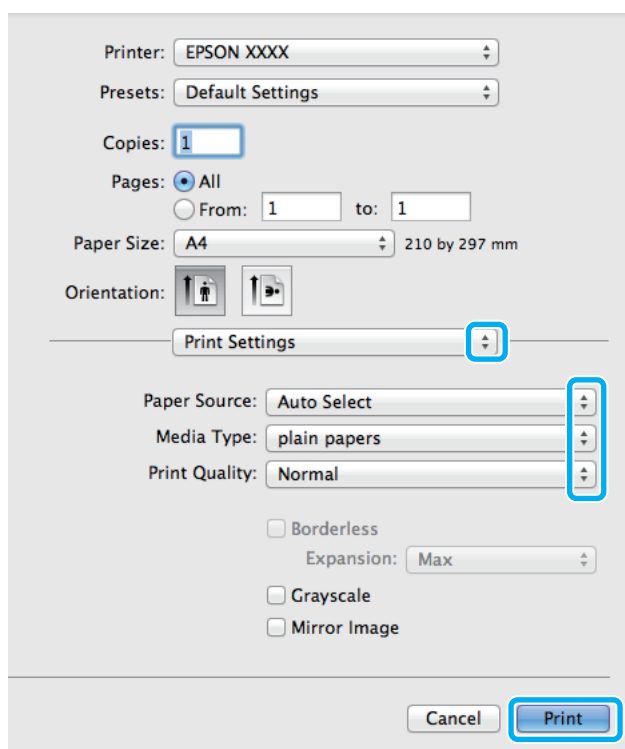 Printer: EPSON XXXX
Presets: Default Settings
Copies: 1
Pages: All
From: 1 to: 1
Paper Size: A4 210 by 297 mm
Orientation:
Print Settings
Paper Source: Auto Select
Media Type: plain papers
Print Quality: Normal
Borderless
Expansion: Max
Grayscale
Mirror Image
Cancel Print